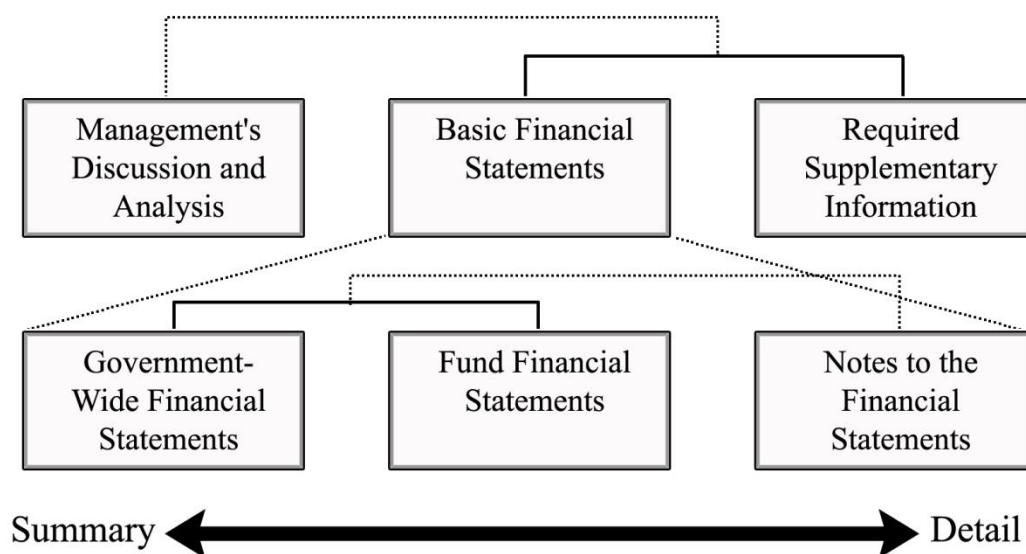 Management's
Discussion and
Analysis
Basic Financial
Statements
Required
Supplementary
Information
Government-
Wide Financial
Statements
Fund Financial
Statements
Notes to the
Financial
Statements
Summary
Detail